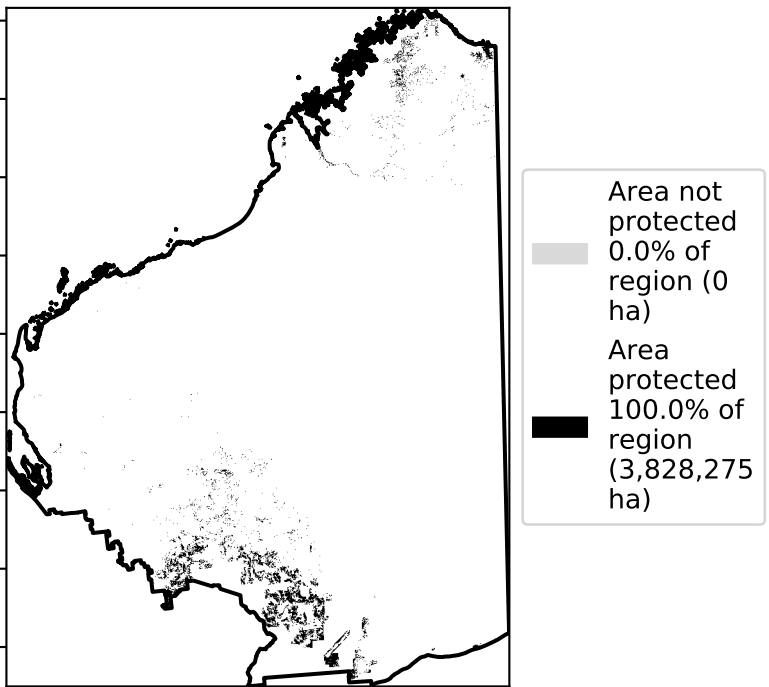 Area not
protected
0.0% of
region (0
ha)
Area
protected
100.0% of
region
(3,828,275
ha)